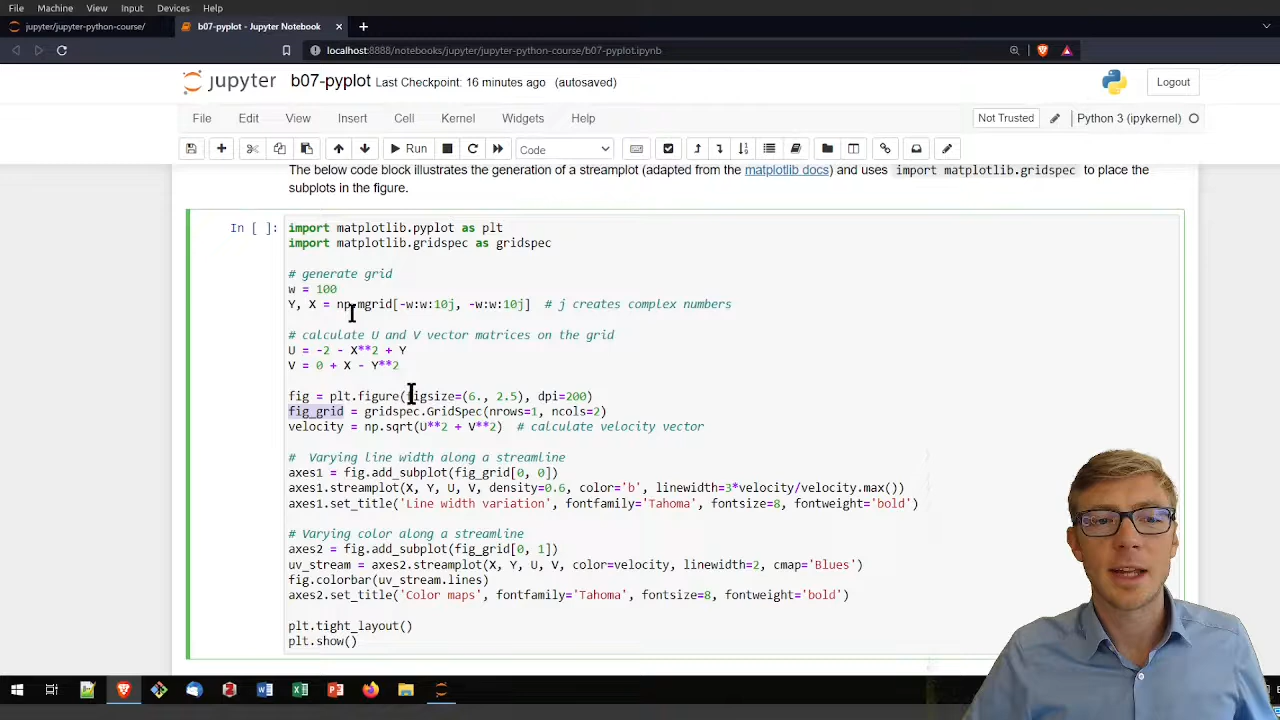 File Machine View Input Devices Help
jupyter/jupyter-python-course/ b07-pyplot - Jupyter Notebook
localhost:8888/notebooks/jupyter/jupyter-python-course/b07-pyplot.ipynb
jupyter b07-pyplot Last Checkpoint: 16 minutes ago (autosaved) Logout
File Edit View Insert Cell Kernel Widgets Help Not Trusted Python 3 (ipykernel)
Run Code
The below code block illustrates the generation of a streamplot (adapted from the matplotlib docs) and uses import matplotlib.gridspec to place the
subplots in the figure.
In [ ]: import matplotlib.pyplot as plt
import matplotlib.gridspec as gridspec
# generate grid
w = 100
Y, X = np.mgrid[-w:w:10j, -w:w:10j]  # j creates complex numbers
# calculate U and V vector matrices on the grid
U = -2 - X**2 + Y
V = 0 + X - Y**2
fig = plt.figure(figsize=(6., 2.5), dpi=200)
fig_grid = gridspec.GridSpec(nrows=1, ncols=2)
velocity = np.sqrt(U**2 + V**2)  # calculate velocity vector
#  Varying line width along a streamline
axes1 = fig.add_subplot(fig_grid[0, 0])
axes1.streamplot(X, Y, U, V, density=0.6, color='b', linewidth=3*velocity/velocity.max())
axes1.set_title('Line width variation', fontfamily='Tahoma', fontsize=8, fontweight='bold')
# Varying color along a streamline
axes2 = fig.add_subplot(fig_grid[0, 1])
uv_stream = axes2.streamplot(X, Y, U, V, color=velocity, linewidth=2, cmap='Blues')
fig.colorbar(uv_stream.lines)
axes2.set_title('Color maps', fontfamily='Tahoma', fontsize=8, fontweight='bold')
plt.tight_layout()
plt.show()